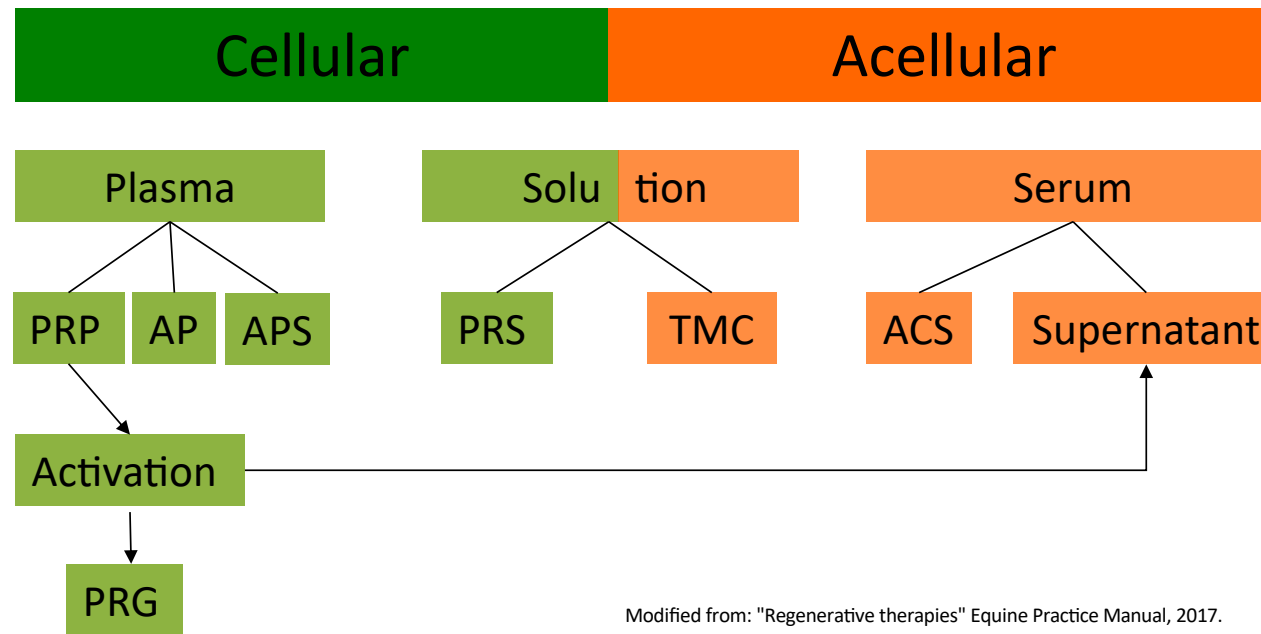 Cellular
Acellular
Plasma
Solu tion
Serum
PRP
AP
APS
PRS
TMC
ACS
Supernatant
Activation
PRG
Modified from: "Regenerative therapies" Equine Practice Manual, 2017.